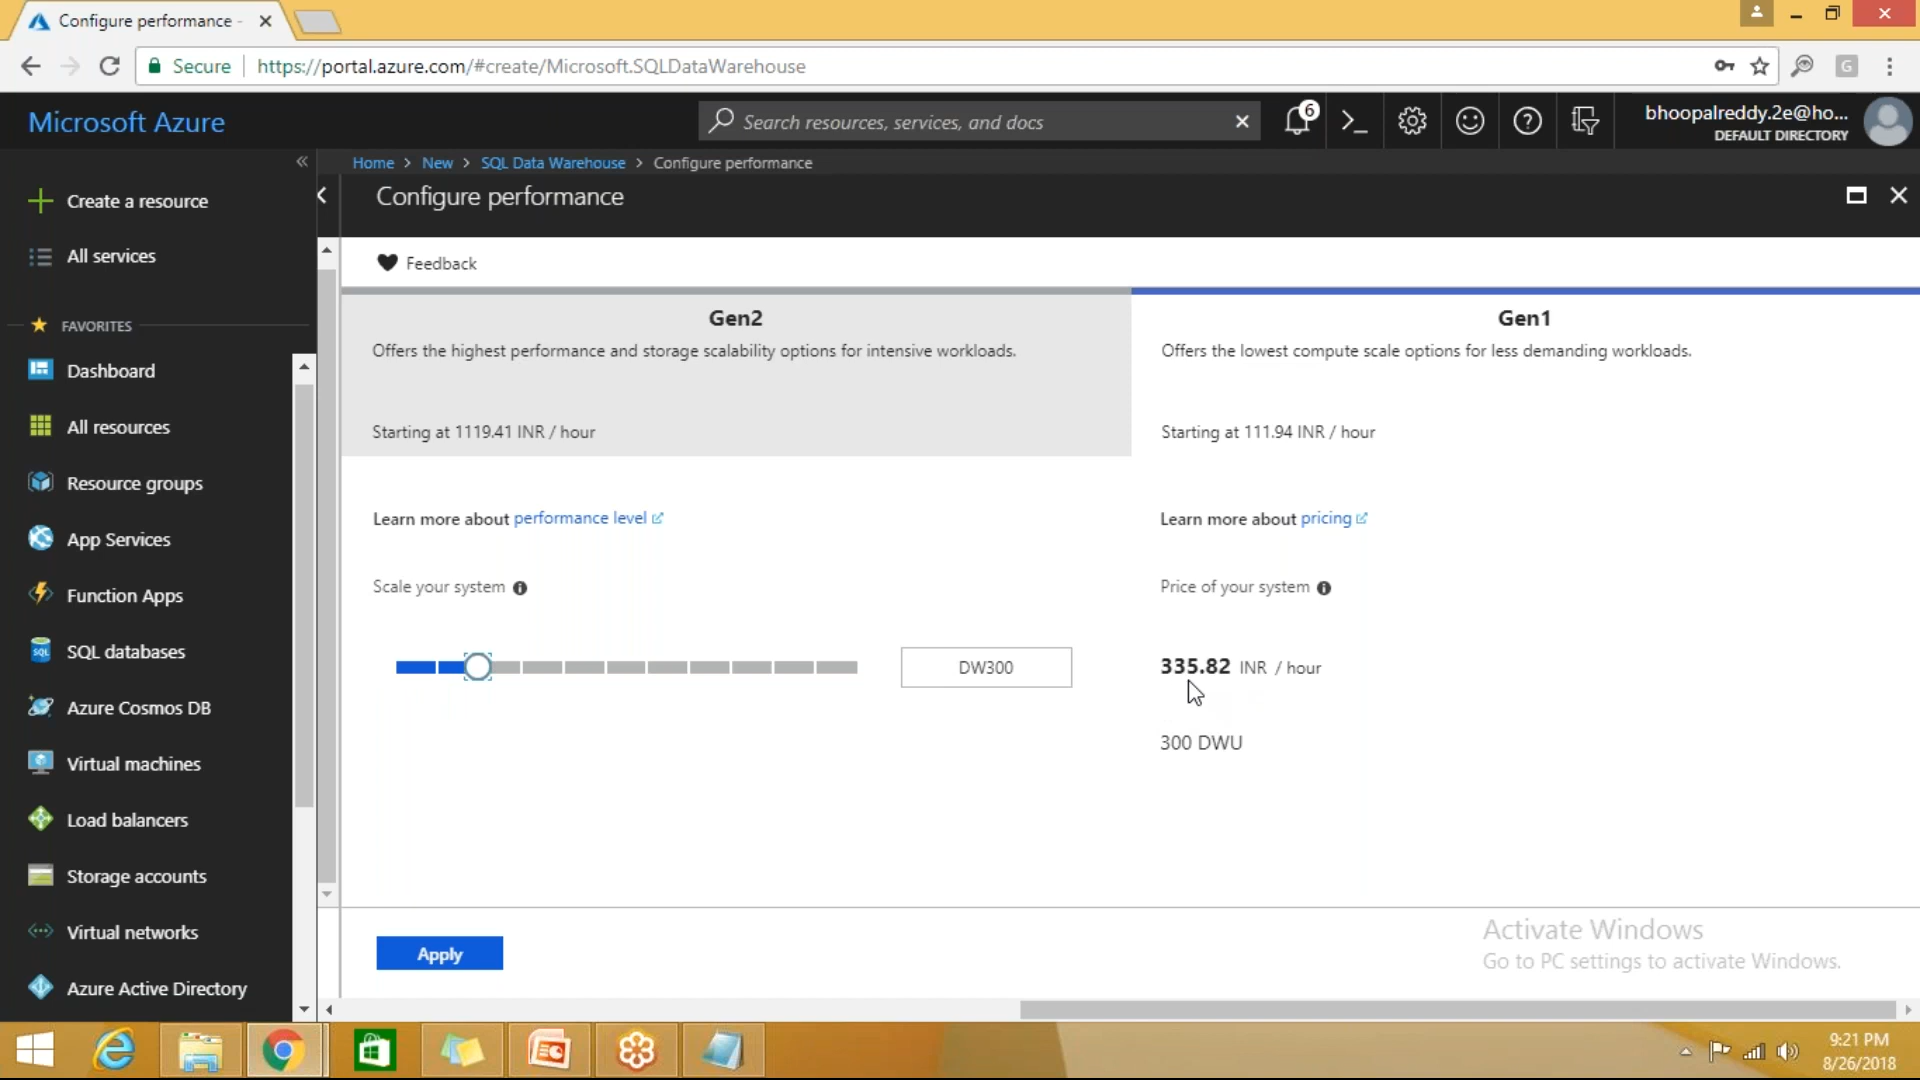 Configure performance -
Secure
https://portal.azure.com/#create/Microsoft.SQLDataWarehouse
G
Microsoft Azure
Search resources, services, and docs
6
bhoopalreddy.2e@ho...
DEFAULT DIRECTORY
Home > New > SQL Data Warehouse > Configure performance
Configure performance
Create a resource
All services
FAVORITES
Dashboard
All resources
Resource groups
App Services
Function Apps
SQL databases
Azure Cosmos DB
Virtual machines
Load balancers
Storage accounts
Virtual networks
Azure Active Directory
Feedback
Gen2
Offers the highest performance and storage scalability options for intensive workloads.
Starting at 1119.41 INR / hour
Gen1
Offers the lowest compute scale options for less demanding workloads.
Starting at 111.94 INR / hour
Learn more about performance level
Learn more about pricing
Scale your system
Price of your system
DW300
335.82 INR / hour
300 DWU
Apply
Activate Windows
Go to PC settings to activate Windows.
9:21 PM
8/26/2018